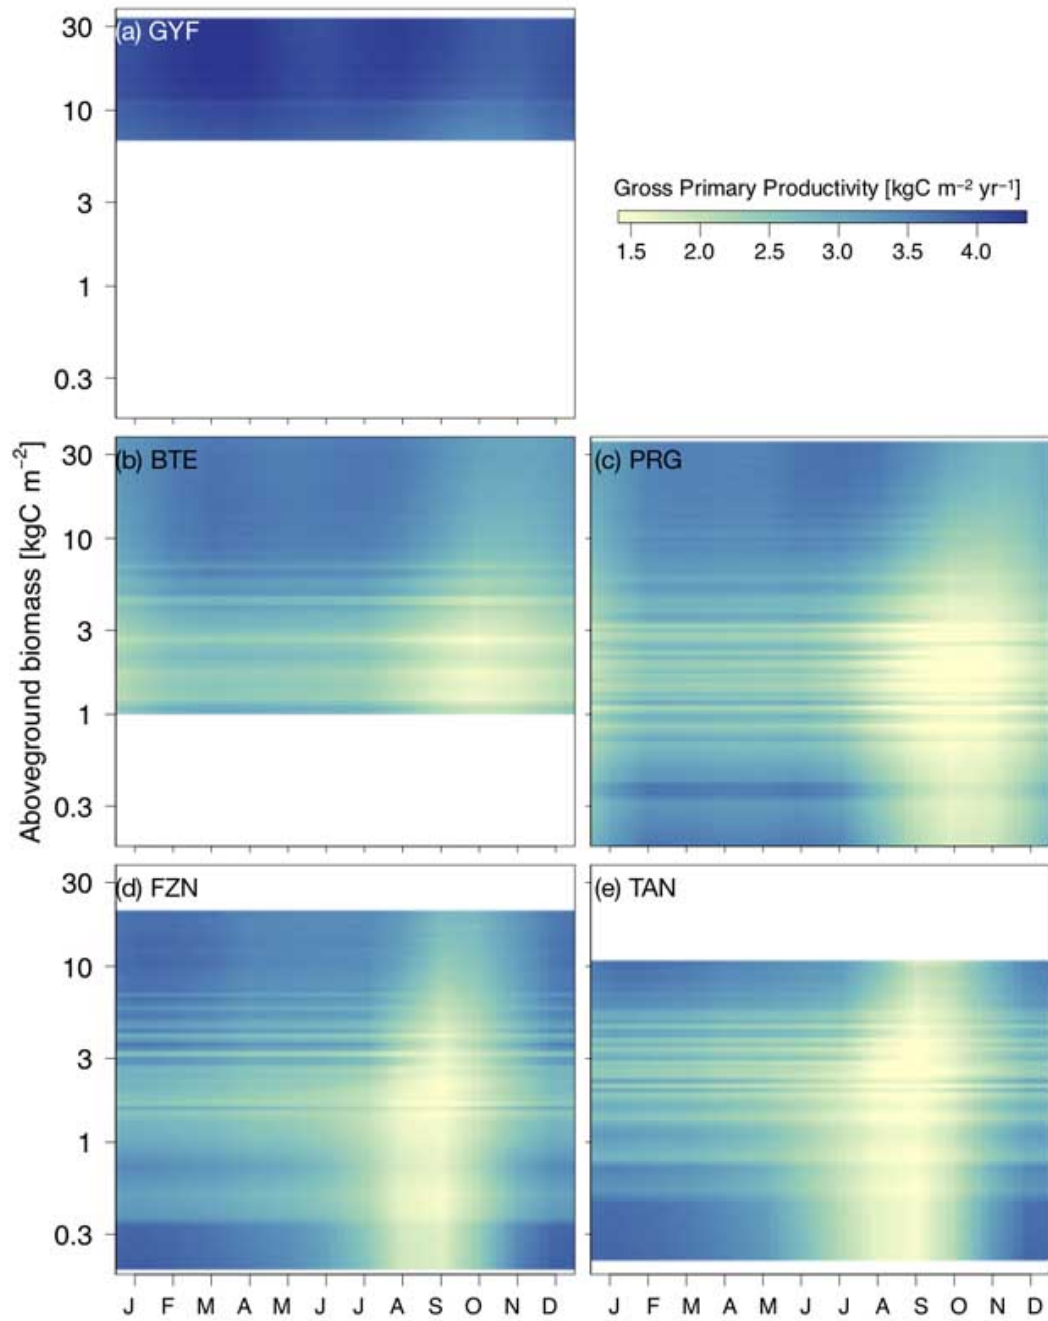 (a) GYF
30
10
3
1
0.3
Gross Primary Productivity [kgC m⁻² yr⁻¹]
1.5 2.0 2.5 3.0 3.5 4.0
Aboveground biomass [kgC m⁻²]
(b) BTE
30
10
3
1
0.3
(c) PRG
(d) FZN
30
10
3
1
0.3
J F M A M J J A S O N D
(e) TAN
J F M A M J J A S O N D